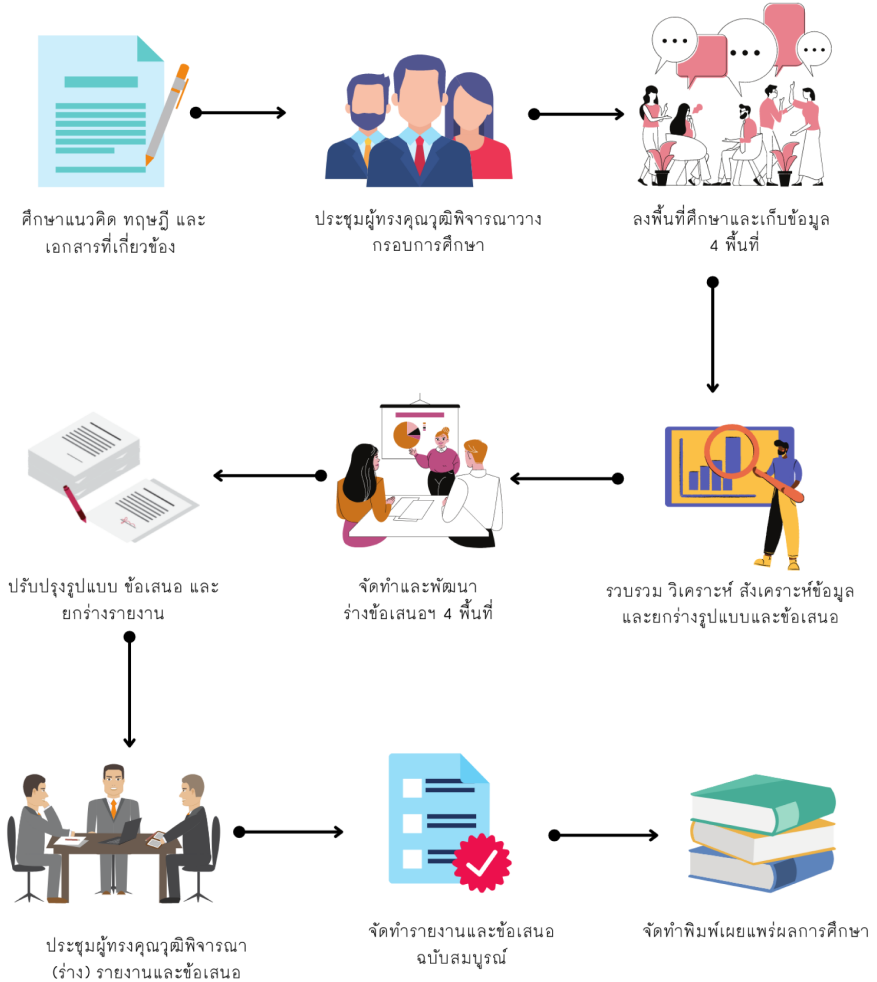 ศึกษาแนวคิด ทฤษฎี และ
เอกสารที่เกี่ยวข้อง
ประชุมผู้ทรงคุณวุฒิพิจารณาวาง
กรอบการศึกษา
ลงพื้นที่ศึกษาและเก็บข้อมูล
4 พื้นที่
รวบรวม วิเคราะห์ สังเคราะห์ข้อมูล
และยกร่างรูปแบบและข้อเสนอ
จัดทำและพัฒนา
ร่างข้อเสนอฯ 4 พื้นที่
ปรับปรุงรูปแบบ ข้อเสนอ และ
ยกร่างรายงาน
ประชุมผู้ทรงคุณวุฒิพิจารณา
(ร่าง) รายงานและข้อเสนอ
จัดทำรายงานและข้อเสนอ
ฉบับสมบูรณ์
จัดทำพิมพ์เผยแพร่ผลการศึกษา